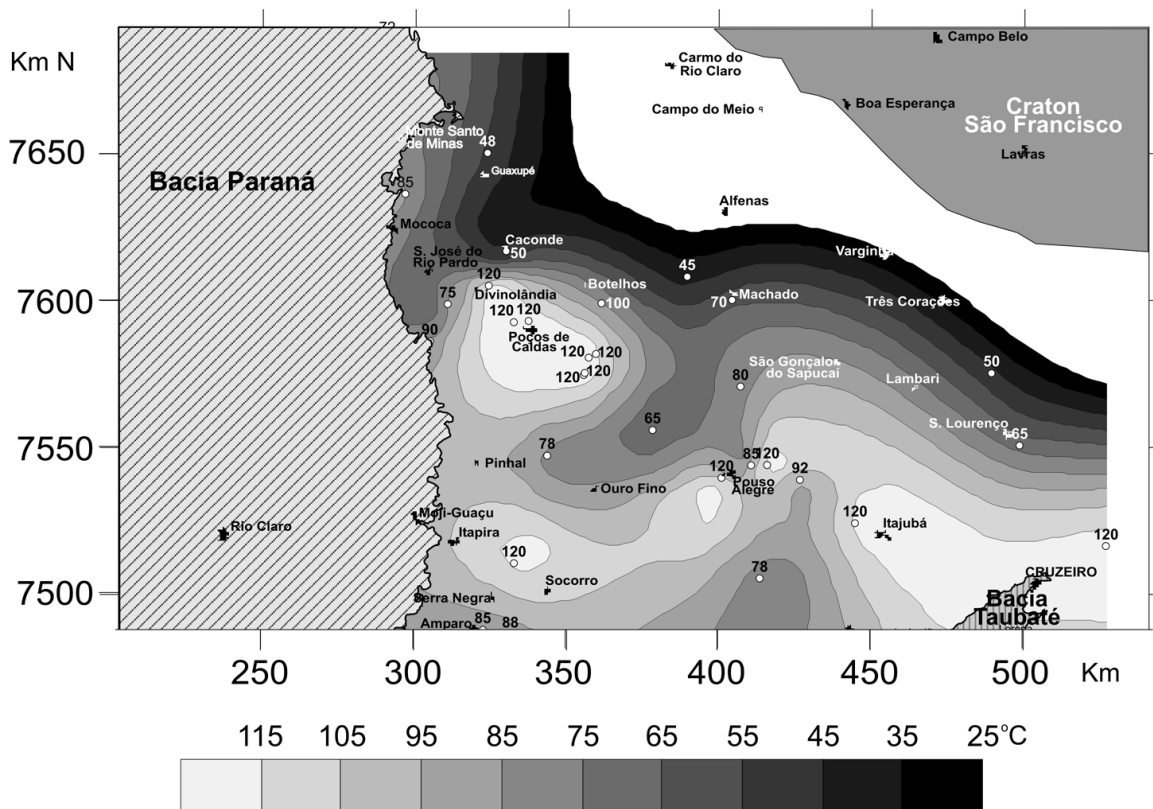 Km N
Campo Belo
Carmo do
Rio Claro
Campo do Meio
Boa Esperança
Craton
São Francisco
Lavras
7650
Monte Santo
de Minas
48
Guaxupé
Bacia Paraná
85
Alfenas
Mococa
Caconde
50
S. José do
Rio Pardo
Varginha
45
120
Botelhos
7600
75
Divinolândia
100
70
Machado
Três Corações
120
120
90
Poços de
Caldas
120
120
120
120
São Gonçalo
do Sapucaí
80
Lambari
50
65
S. Lourenço
65
7550
78
Pinhal
85
120
120
Pouso
Alegre
92
Ouro Fino
Moji-Guaçu
Rio Claro
Itapira
120
Itajubá
120
120
Socorro
78
CRUZEIRO
7500
Serra Negra
Bacia
Taubaté
Amparo
85
88
250
300
350
400
450
500
Km
115
105
95
85
75
65
55
45
35
25°C